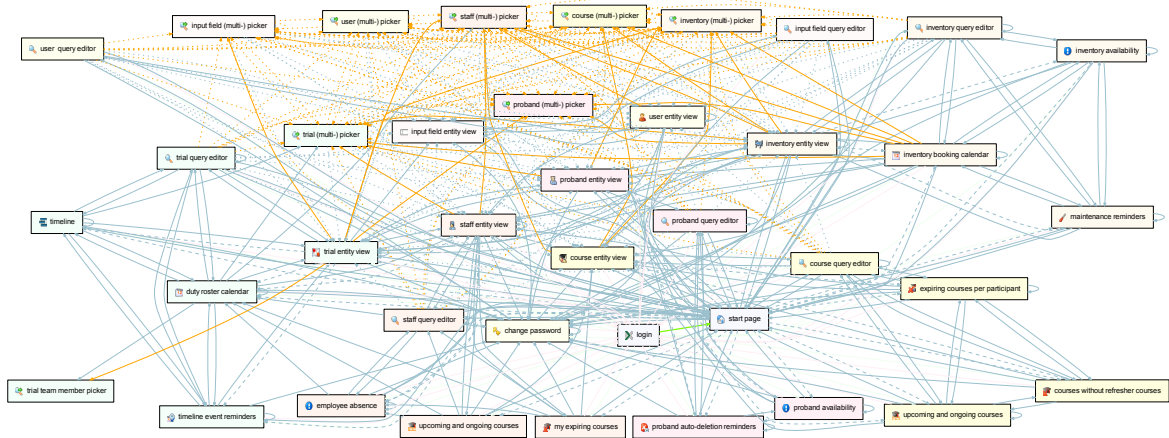 input field (multi-) picker
user (multi-) picker
staff (multi-) picker
course (multi-) picker
inventory (multi-) picker
input field query editor
inventory query editor
user query editor
inventory availability
proband (multi-) picker
user entity view
trial (multi-) picker
input field entity view
inventory entity view
inventory booking calendar
trial query editor
proband entity view
timeline
staff entity view
proband query editor
maintenance reminders
trial entity view
course entity view
course query editor
duty roster calendar
expiring courses per participant
staff query editor
change password
login
start page
trial team member picker
timeline event reminders
employee absence
upcoming and ongoing courses
my expiring courses
proband auto-deletion reminders
proband availability
upcoming and ongoing courses
courses without refresher courses